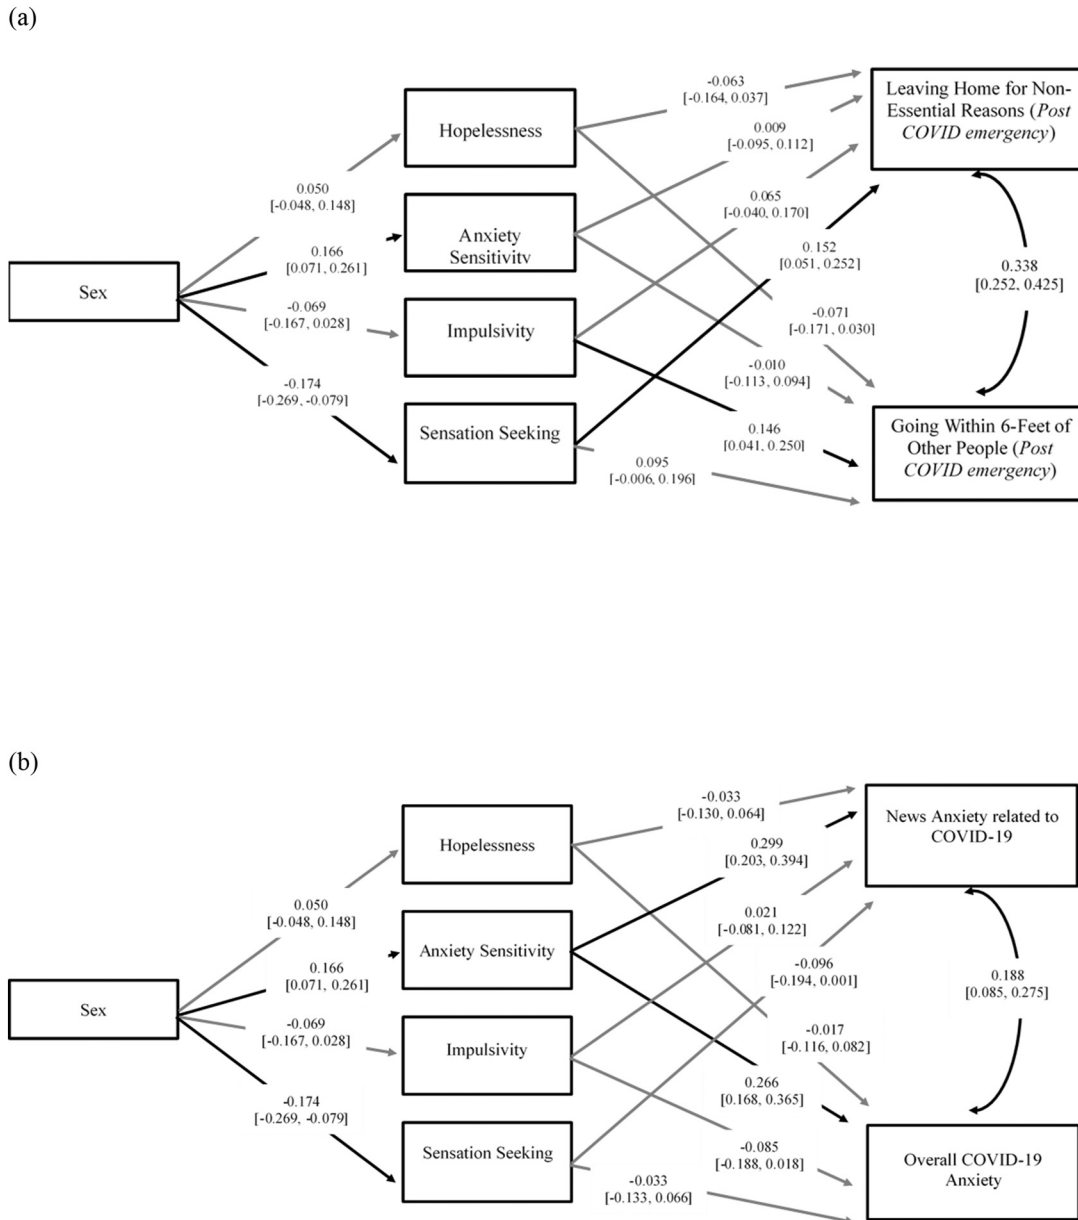 (a)
-0.063
[-0.164, 0.037]
Leaving Home for Non-
Essential Reasons (Post
COVID emergency)
Hopelessness
0.009
[-0.095, 0.112]
0.050
[-0.048, 0.148]
0.065
[-0.040, 0.170]
Anxiety
Sensitivity
0.166
[0.071, 0.261]
0.152
[0.051, 0.252]
0.338
[0.252, 0.425]
Sex
-0.069
[-0.167, 0.028]
Impulsivity
-0.071
[-0.171, 0.030]
-0.010
[-0.113, 0.094]
-0.174
[-0.269, -0.079]
Sensation Seeking
0.146
[0.041, 0.250]
Going Within 6-Feet of
Other People (Post
COVID emergency)
0.095
[-0.006, 0.196]
(b)
-0.033
[-0.130, 0.064]
News Anxiety related to
COVID-19
Hopelessness
0.299
[0.203, 0.394]
0.050
[-0.048, 0.148]
0.021
[-0.081, 0.122]
Anxiety Sensitivity
0.166
[0.071, 0.261]
-0.096
[-0.194, 0.001]
0.188
[0.085, 0.275]
Sex
-0.069
[-0.167, 0.028]
Impulsivity
-0.017
[-0.116, 0.082]
0.266
[0.168, 0.365]
-0.174
[-0.269, -0.079]
Sensation Seeking
-0.085
[-0.188, 0.018]
Overall COVID-19
Anxiety
-0.033
[-0.133, 0.066]